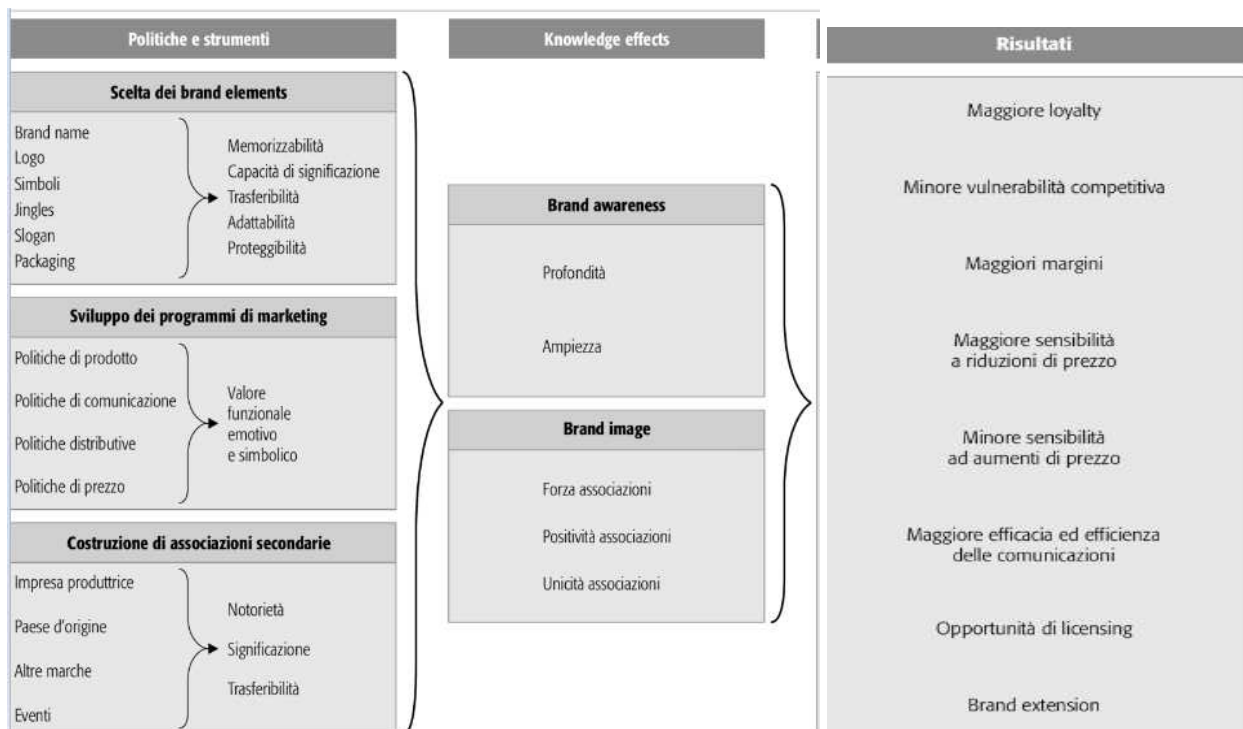 Politiche e strumenti
Scelta dei brand elements
Brand name
Logo
Simboli
Jingles
Slogan
Packaging
Memorizzabilità
Capacità di significazione
Trasferibilità
Adattabilità
Proteggibilità
Sviluppo dei programmi di marketing
Politiche di prodotto
Politiche di comunicazione
Politiche distributive
Politiche di prezzo
Valore
funzionale
emotivo
e simbolico
Costruzione di associazioni secondarie
Impresa produttrice
Paese d'origine
Altre marche
Eventi
Notorietà
Significazione
Trasferibilità
Knowledge effects
Brand awareness
Profondità
Ampiezza
Brand image
Forza associazioni
Positività associazioni
Unicità associazioni
Risultati
Maggiore loyalty
Minore vulnerabilità competitiva
Maggiori margini
Maggiore sensibilità
a riduzioni di prezzo
Minore sensibilità
ad aumenti di prezzo
Maggiore efficacia ed efficienza
delle comunicazioni
Opportunità di licensing
Brand extension